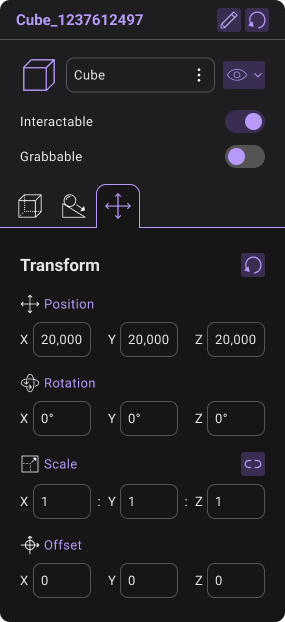 Cube_1237612497
Cube
Interactable
Grabbable
Transform
Position
X 20,000 Y 20,000 Z 20,000
Rotation
X 0° Y 0° Z 0°
Scale
X 1 : Y 1 : Z 1
Offset
X 0 Y 0 Z 0